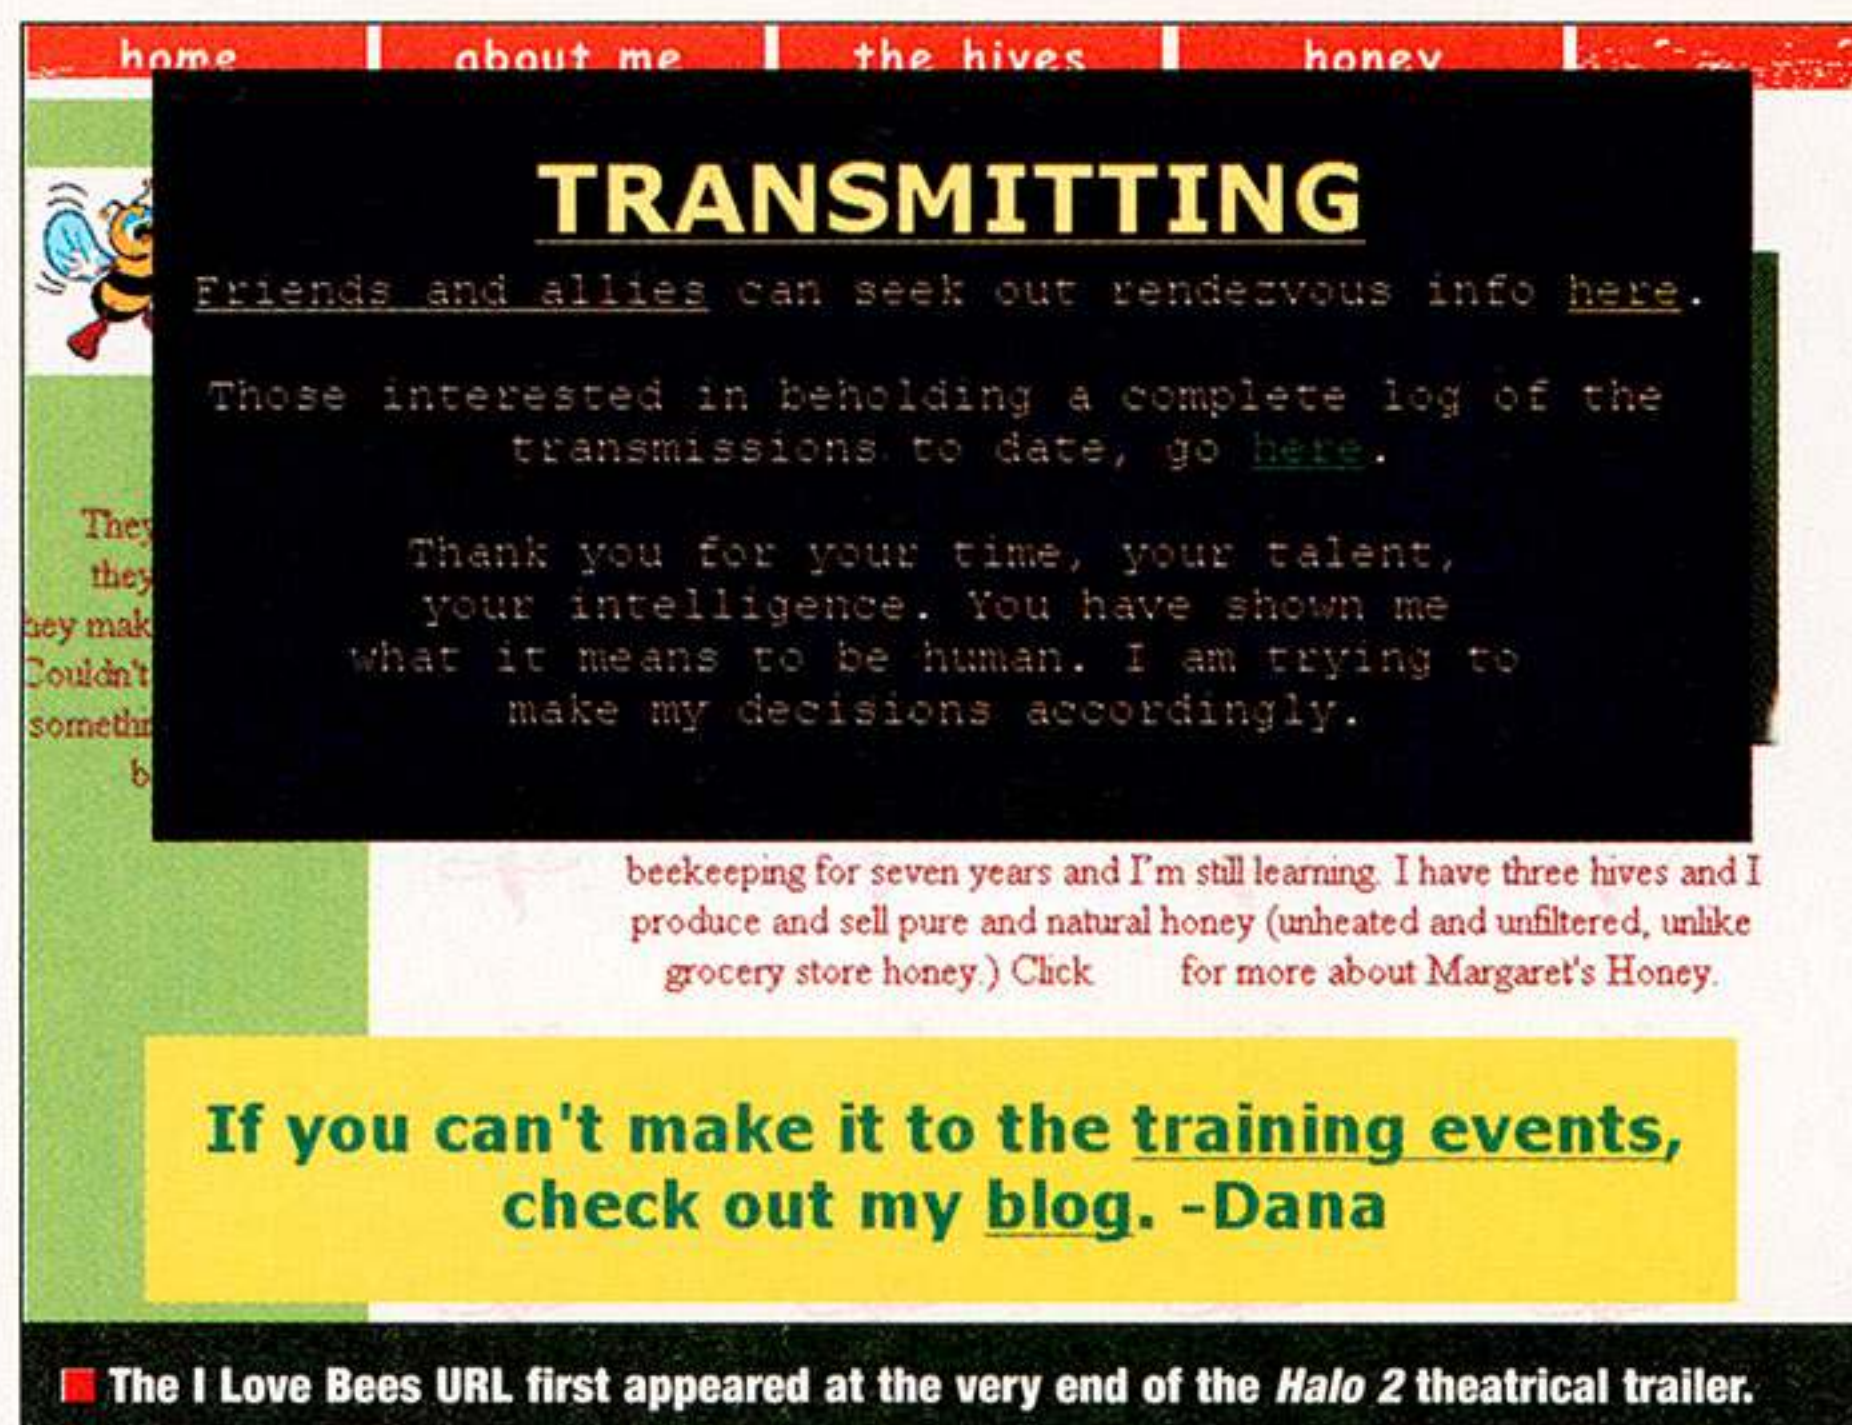 home about me the hives honey
TRANSMITTING
Friends and allies can seek out rendezvous info here.
Those interested in beholding a complete log of the
transmissions to date, go here.
Thank you for your time, your talent,
your intelligence. You have shown me
what it means to be human. I am trying to
make my decisions accordingly.
They
they
hey mak
Couldn't
somethi
b
beekeeping for seven years and I'm still learning. I have three hives and I
produce and sell pure and natural honey (unheated and unfiltered, unlike
grocery store honey.) Click for more about Margaret's Honey.
If you can't make it to the training events,
check out my blog. -Dana
The I Love Bees URL first appeared at the very end of the Halo 2 theatrical trailer.